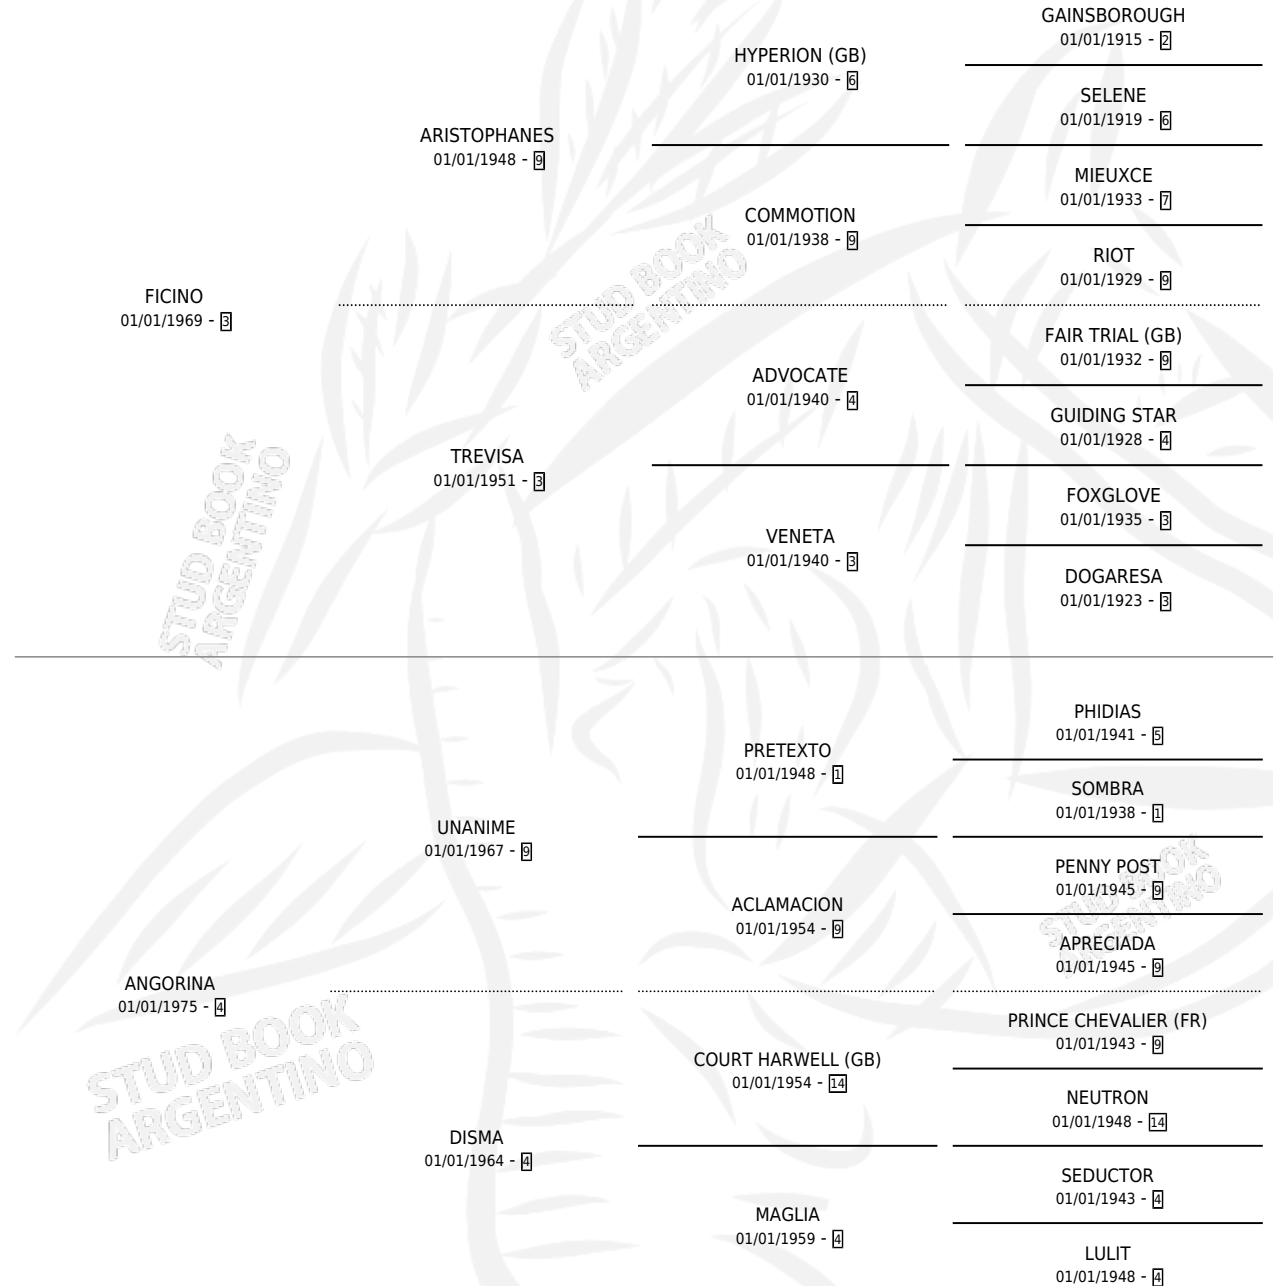 GAINSBOROUGH
01/01/1915 - 2
HYPERION (GB)
01/01/1930 - 6
SELENE
01/01/1919 - 6
ARISTOPHANES
01/01/1948 - 9
MIEUXCE
01/01/1933 - 7
COMMOTION
01/01/1938 - 9
RIOT
01/01/1929 - 9
FICINO
01/01/1969 - 3
FAIR TRIAL (GB)
01/01/1932 - 9
ADVOCATE
01/01/1940 - 4
GUIDING STAR
01/01/1928 - 4
TREVISA
01/01/1951 - 3
FOXGLOVE
01/01/1935 - 3
VENETA
01/01/1940 - 3
DOGARESA
01/01/1923 - 3
STUD BOOK
ARGENTINO
STUD BOOK
ARGENTINO
PHIDIAS
01/01/1941 - 5
PRETEXTO
01/01/1948 - 1
SOMBRA
01/01/1938 - 1
UNANIME
01/01/1967 - 9
PENNY POST
01/01/1945 - 9
ACLAMACION
01/01/1954 - 9
APRECIADA
01/01/1945 - 9
STUD BOOK
ARGENTINO
ANGORINA
01/01/1975 - 4
PRINCE CHEVALIER (FR)
01/01/1943 - 9
COURT HARWELL (GB)
01/01/1954 - 14
NEUTRON
01/01/1948 - 14
DISMA
01/01/1964 - 4
SEDUCTOR
01/01/1943 - 4
MAGLIA
01/01/1959 - 4
LULIT
01/01/1948 - 4
STUD BOOK
ARGENTINO